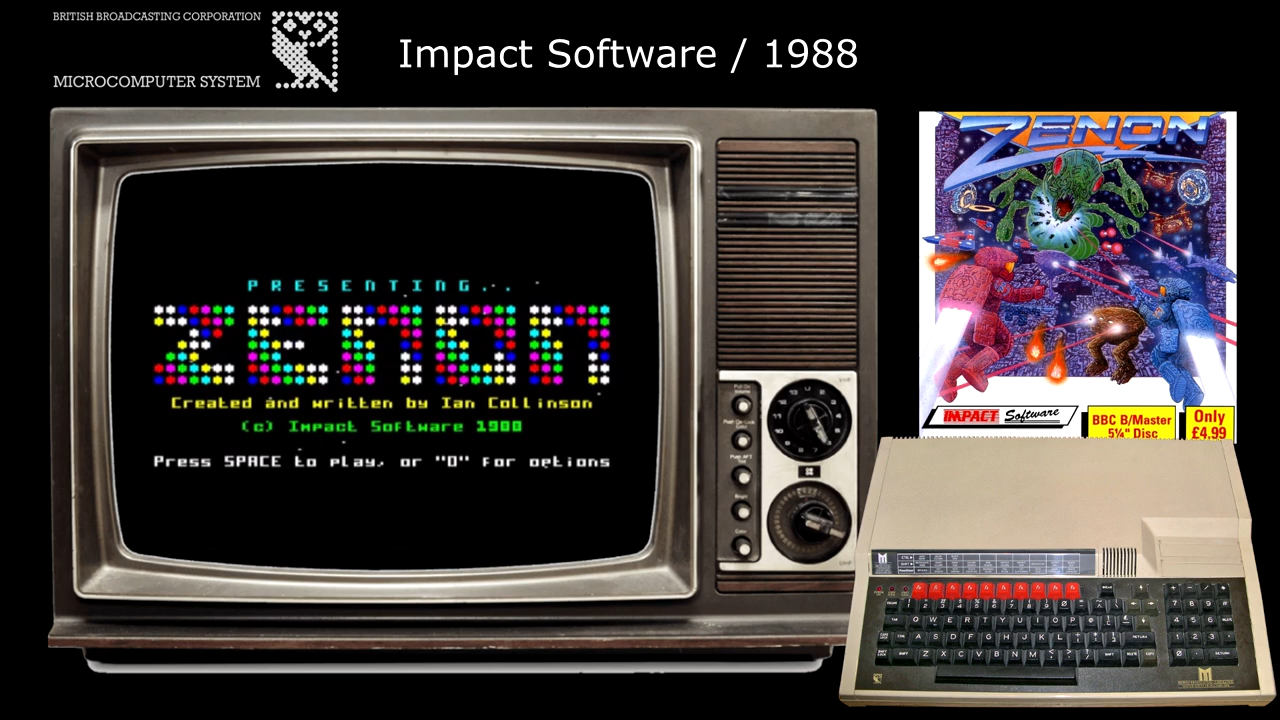 BRITISH BROADCASTING CORPORATION
MICROCOMPUTER SYSTEM
Impact Software / 1988
PRESENTING...
ZENON
Created and written by Ian Collinson
(c) Impact Software 1988
Press SPACE to play, or "O" for options
ZENON
IMPACT Software
BBC B/Master
5¼" Disc
Only
£4.99
Q W E R T Y U I O P
A S D F G H J K L
Z X C V B N M